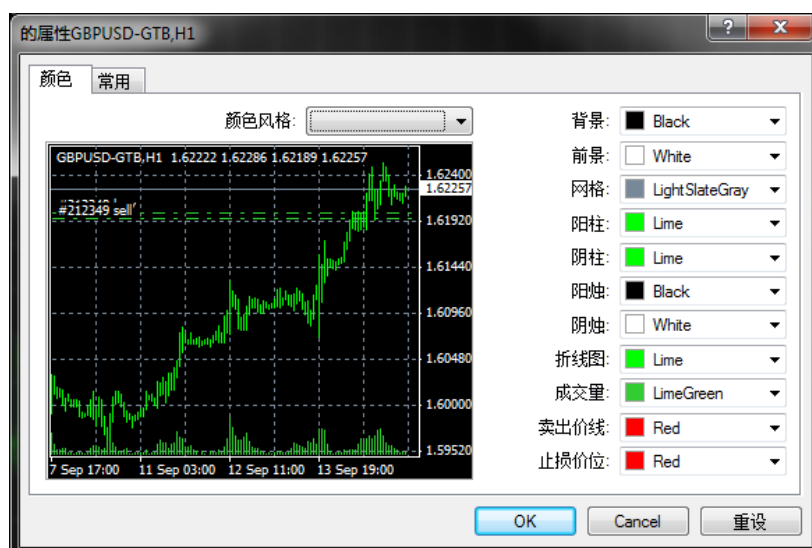 的属性GBPUSD-GTB,H1
颜色 常用
颜色风格:
GBPUSD-GTB,H1 1.62222 1.62286 1.62189 1.62257
1.62400
1.62257
#212349 sell
1.61920
1.61440
1.60960
1.60480
1.60000
1.59520
7 Sep 17:00 11 Sep 03:00 12 Sep 11:00 13 Sep 19:00
背景: Black
前景: White
网格: LightSlateGray
阳柱: Lime
阴柱: Lime
阳烛: Black
阴烛: White
折线图: Lime
成交量: LimeGreen
卖出价线: Red
止损价位: Red
OK Cancel 重设